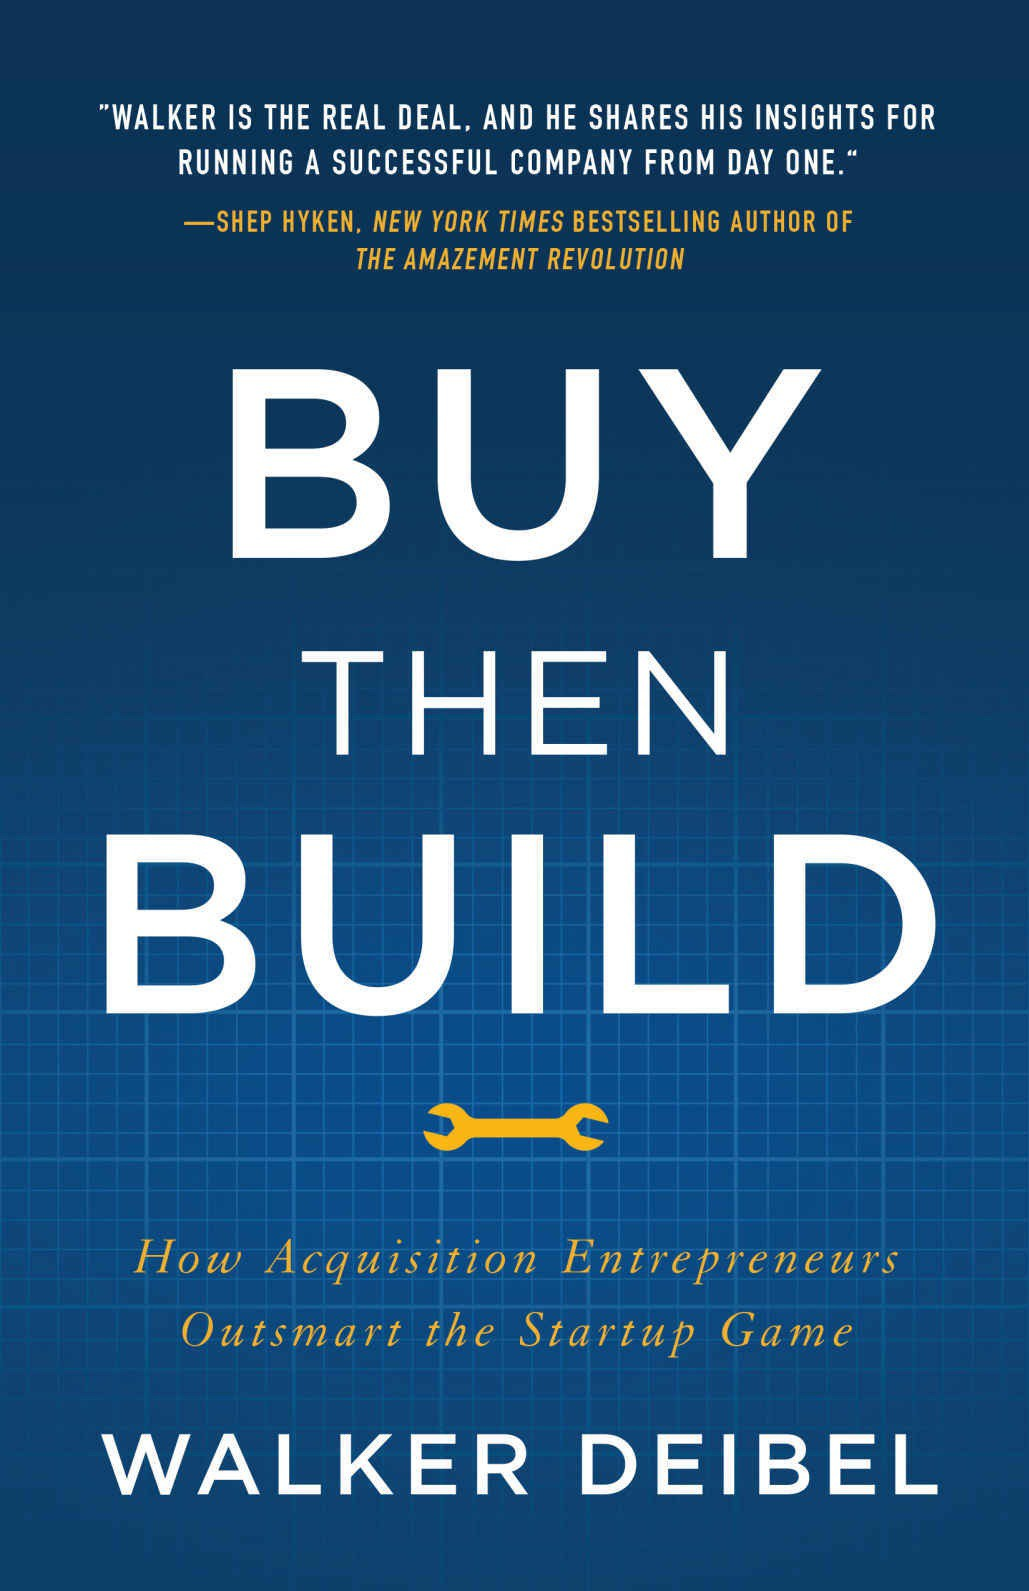 "WALKER IS THE REAL DEAL, AND HE SHARES HIS INSIGHTS FOR
RUNNING A SUCCESSFUL COMPANY FROM DAY ONE."
—SHEP HYKEN, NEW YORK TIMES BESTSELLING AUTHOR OF
THE AMAZEMENT REVOLUTION
BUY
THEN
BUILD
How Acquisition Entrepreneurs
Outsmart the Startup Game
WALKER DEIBEL